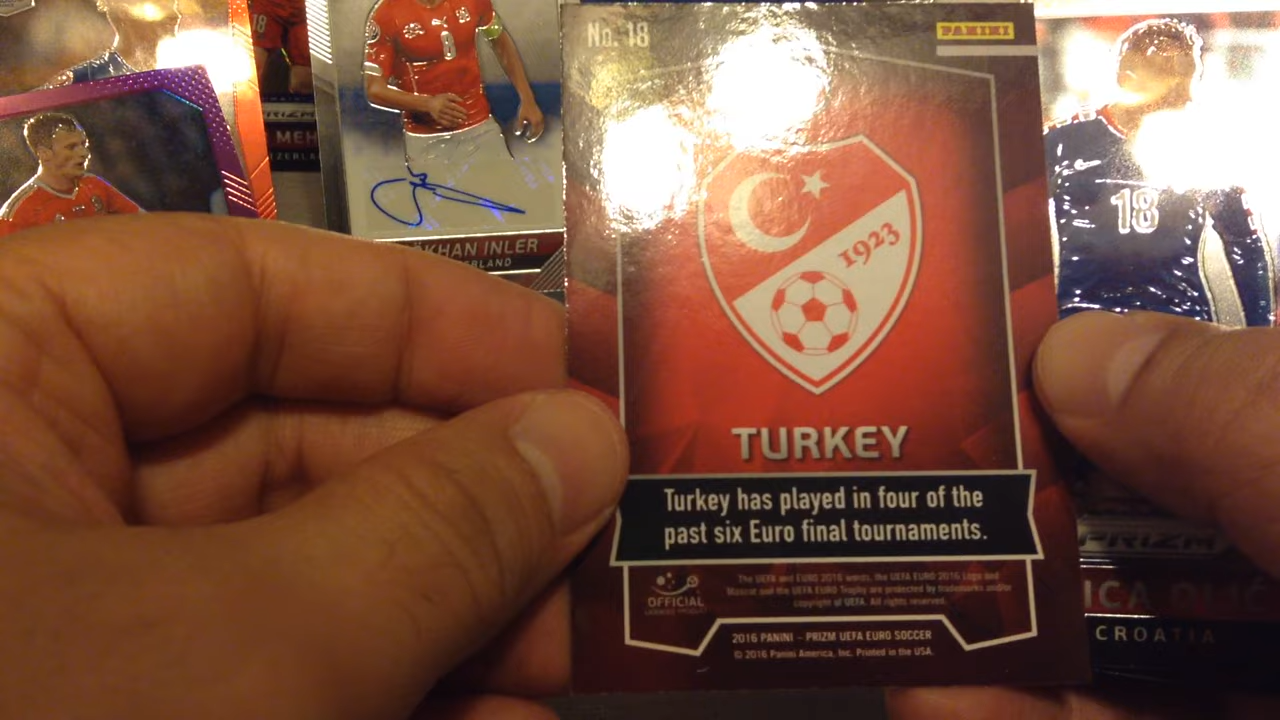 No. 18
PANINI
1923
TURKEY
Turkey has played in four of the
past six Euro final tournaments.
OFFICIAL
LICENSED PRODUCT
The UEFA and EURO 2016 words, the UEFA EURO 2016 Logo and
Mascot and the UEFA EURO Trophy are protected by trademarks and/or
copyright of UEFA. All rights reserved.
2016 PANINI - PRIZM UEFA EURO SOCCER
© 2016 Panini America, Inc. Printed in the USA.
18
PRIZM
MEH
8
KHAN INLER
ERLAND
18
PRIZM
CROATIA